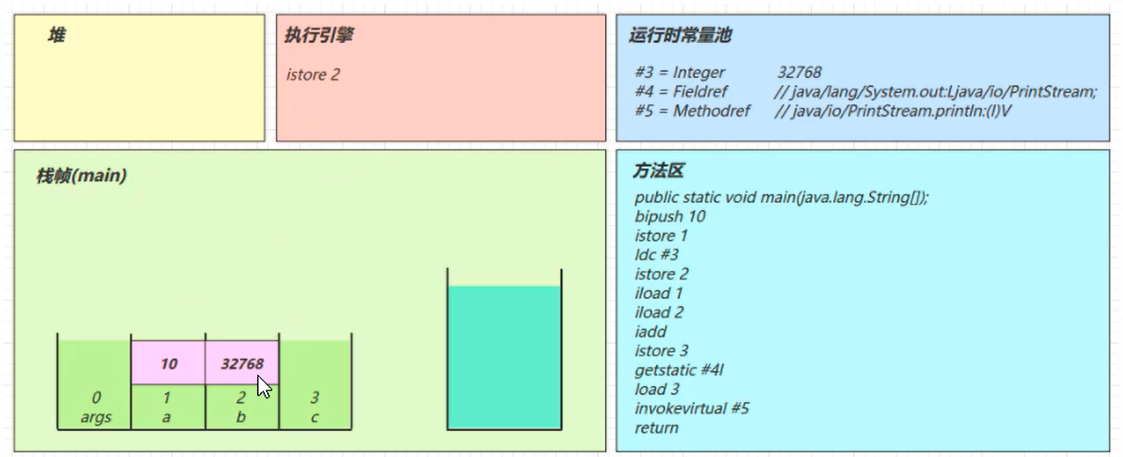 堆
执行引擎
istore 2
运行时常量池
#3 = Integer 32768
#4 = Fieldref // java/lang/System.out:Ljava/io/PrintStream;
#5 = Methodref // java/io/PrintStream.println:(I)V
栈帧(main)
10 32768
0 1 2 3
args a b c
方法区
public static void main(java.lang.String[]);
bipush 10
istore 1
ldc #3
istore 2
iload 1
iload 2
iadd
istore 3
getstatic #4l
load 3
invokevirtual #5
return